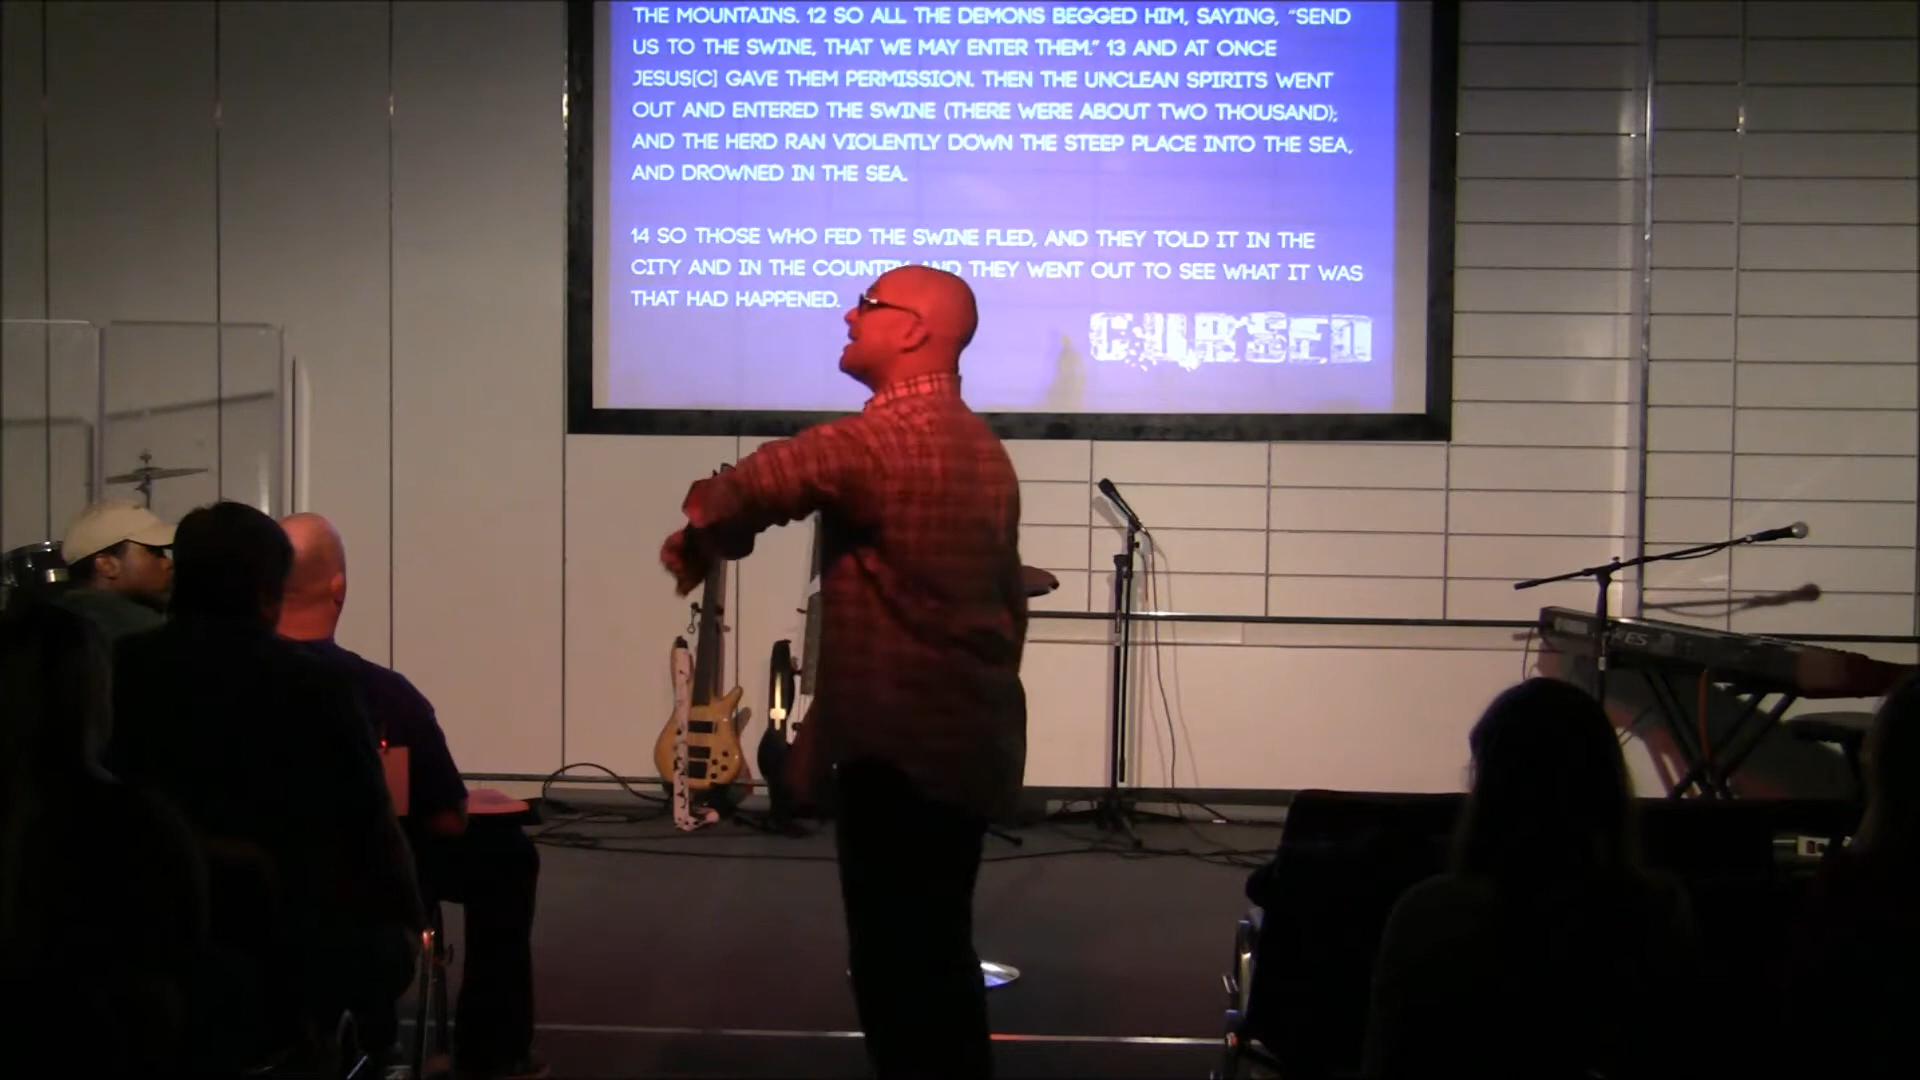 THE MOUNTAINS. 12 SO ALL THE DEMONS BEGGED HIM, SAYING, “SEND
US TO THE SWINE, THAT WE MAY ENTER THEM.” 13 AND AT ONCE
JESUS[C] GAVE THEM PERMISSION. THEN THE UNCLEAN SPIRITS WENT
OUT AND ENTERED THE SWINE (THERE WERE ABOUT TWO THOUSAND);
AND THE HERD RAN VIOLENTLY DOWN THE STEEP PLACE INTO THE SEA,
AND DROWNED IN THE SEA.
14 SO THOSE WHO FED THE SWINE FLED, AND THEY TOLD IT IN THE
CITY AND IN THE COUNTRY AND THEY WENT OUT TO SEE WHAT IT WAS
THAT HAD HAPPENED.
CURSED